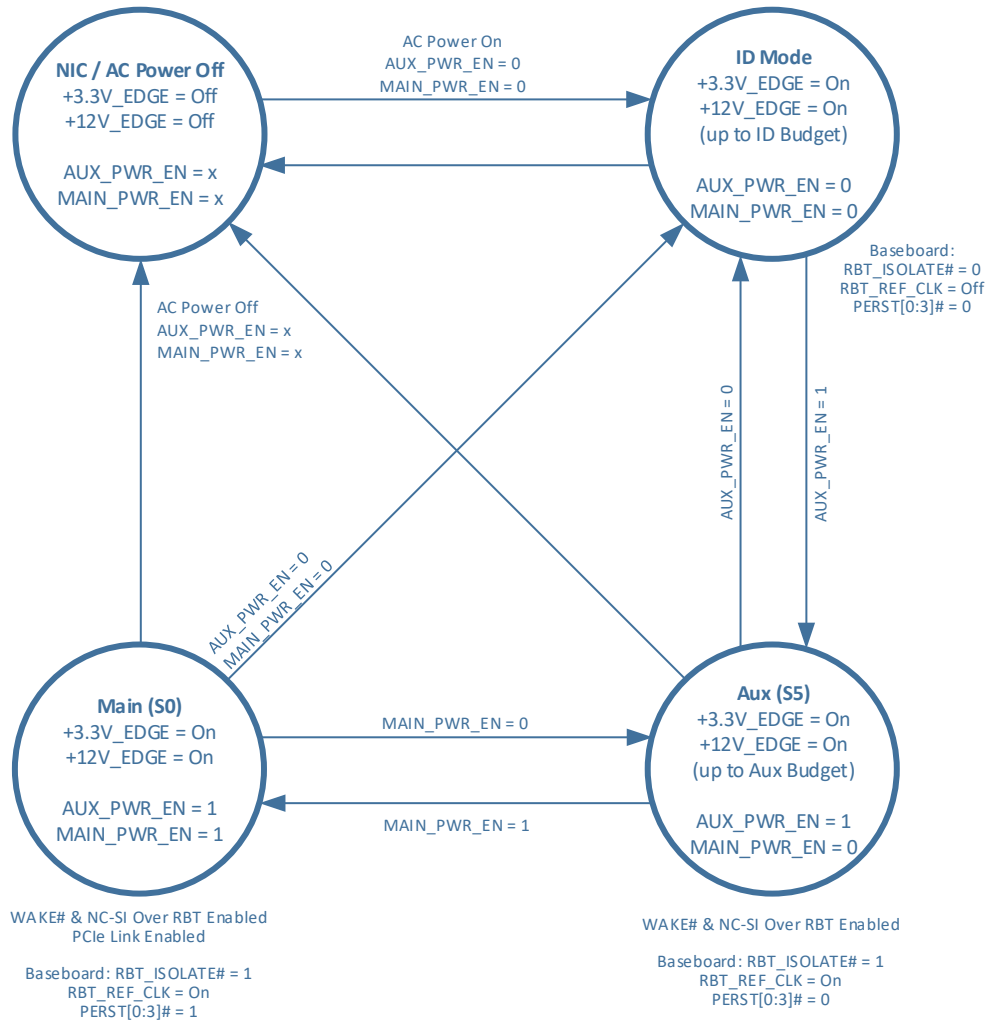 NIC / AC Power Off
+3.3V_EDGE = Off
+12V_EDGE = Off
AUX_PWR_EN = x
MAIN_PWR_EN = x
AC Power On
AUX_PWR_EN = 0
MAIN_PWR_EN = 0
ID Mode
+3.3V_EDGE = On
+12V_EDGE = On
(up to ID Budget)
AUX_PWR_EN = 0
MAIN_PWR_EN = 0
Baseboard:
RBT_ISOLATE# = 0
RBT_REF_CLK = Off
PERST[0:3]# = 0
AC Power Off
AUX_PWR_EN = x
MAIN_PWR_EN = x
AUX_PWR_EN = 0
AUX_PWR_EN = 1
AUX_PWR_EN = 0
MAIN_PWR_EN = 0
Main (S0)
+3.3V_EDGE = On
+12V_EDGE = On
AUX_PWR_EN = 1
MAIN_PWR_EN = 1
MAIN_PWR_EN = 0
MAIN_PWR_EN = 1
Aux (S5)
+3.3V_EDGE = On
+12V_EDGE = On
(up to Aux Budget)
AUX_PWR_EN = 1
MAIN_PWR_EN = 0
WAKE# & NC-SI Over RBT Enabled
PCIe Link Enabled
Baseboard: RBT_ISOLATE# = 1
RBT_REF_CLK = On
PERST[0:3]# = 1
WAKE# & NC-SI Over RBT Enabled
Baseboard: RBT_ISOLATE# = 1
RBT_REF_CLK = On
PERST[0:3]# = 0